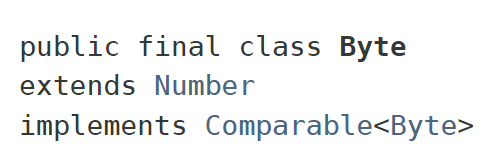 public final class Byte
extends Number
implements Comparable<Byte>